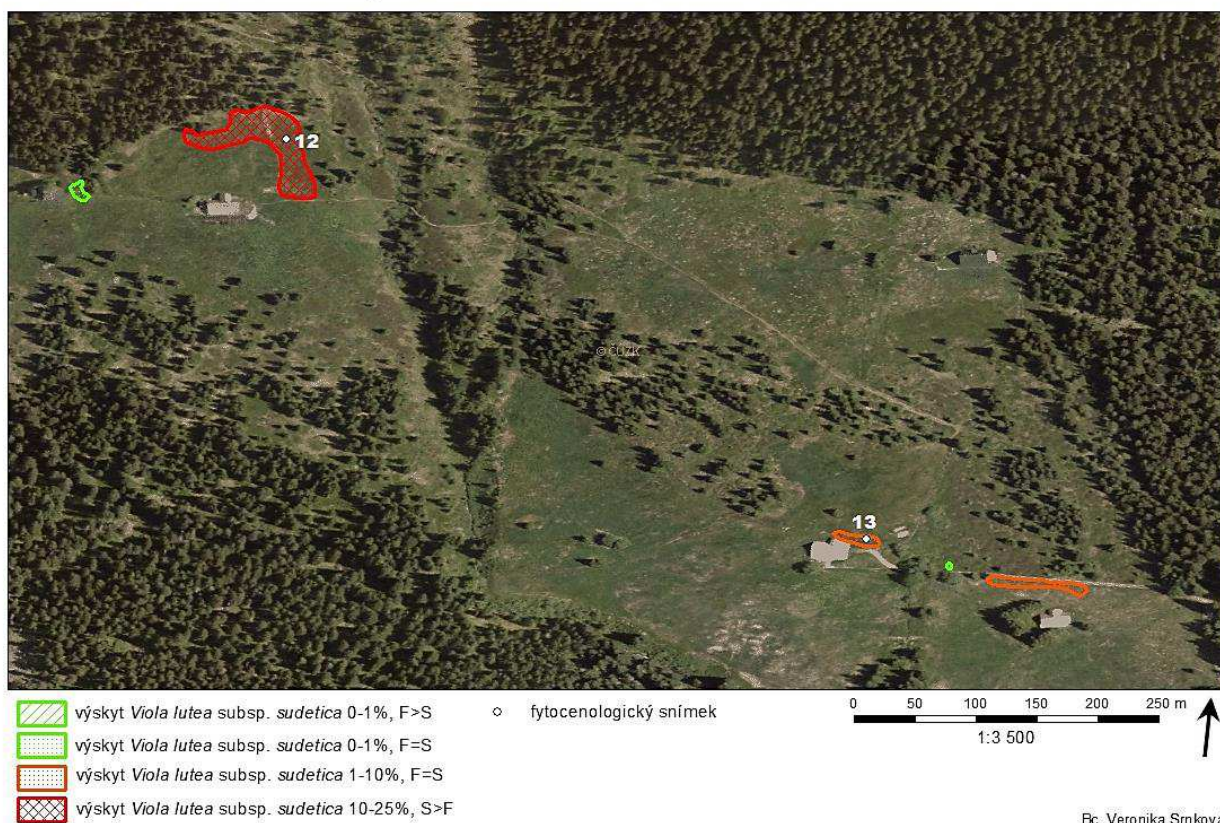 12
© ČÚZK
13
výskyt Viola lutea subsp. sudetica 0-1%, F>S
výskyt Viola lutea subsp. sudetica 0-1%, F=S
výskyt Viola lutea subsp. sudetica 1-10%, F=S
výskyt Viola lutea subsp. sudetica 10-25%, S>F
fytocenologický snímek
0 50 100 150 200 250 m
1:3 500
Bc. Veronika Srnková